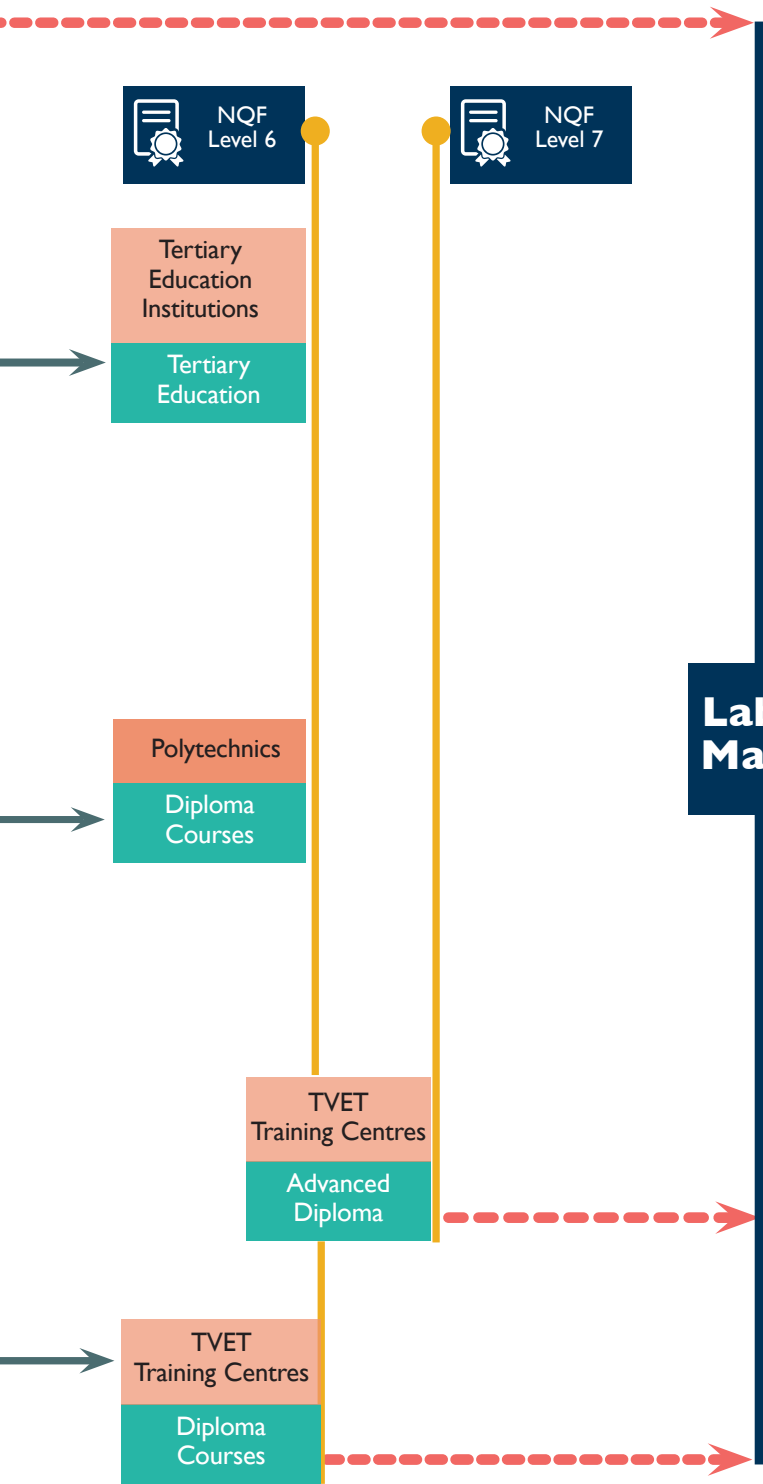 NQF
Level 6
NQF
Level 7
Tertiary
Education
Institutions
Tertiary
Education
Polytechnics
Diploma
Courses
TVET
Training Centres
Advanced
Diploma
TVET
Training Centres
Diploma
Courses